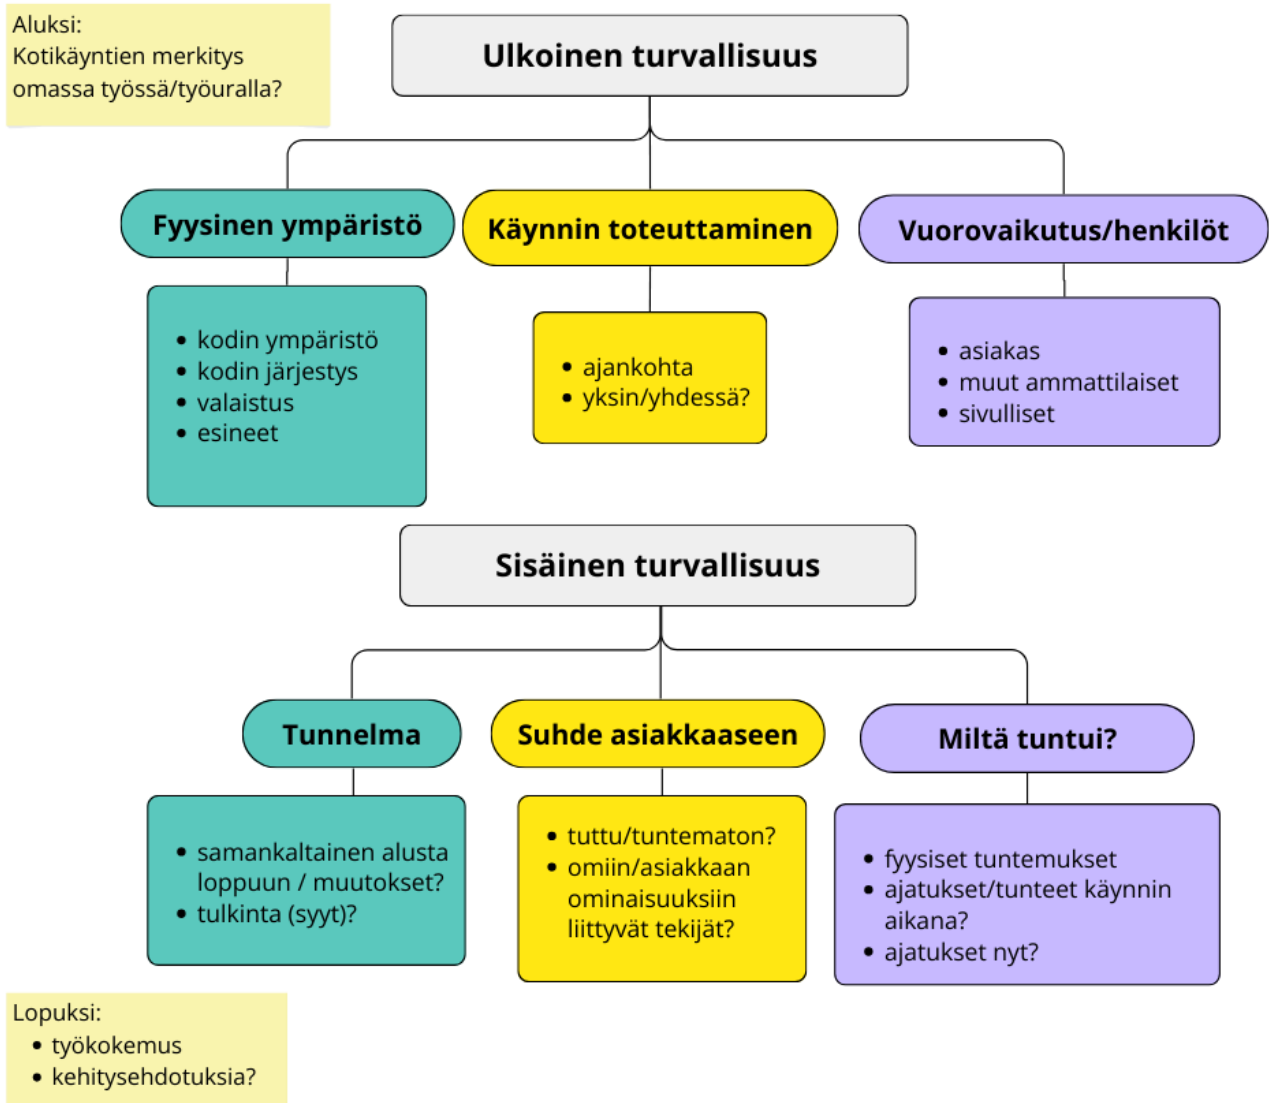 Aluksi:
Kotikäyntien merkitys
omassa työssä/työuralla?
Ulkoinen turvallisuus
Fyysinen ympäristö
• kodin ympäristö
• kodin järjestys
• valaistus
• esineet
Käynnin toteuttaminen
• ajankohta
• yksin/yhdessä?
Vuorovaikutus/henkilöt
• asiakas
• muut ammattilaiset
• sivulliset
Sisäinen turvallisuus
Tunnelma
• samankaltainen alusta
loppuun / muutokset?
• tulkinta (syyt)?
Suhde asiakkaaseen
• tuttu/tuntematon?
• omiin/asiakkaan
ominaisuuksiin
liittyvät tekijät?
Miltä tuntui?
• fyysiset tuntemukset
• ajatukset/tunteet käynnin
aikana?
• ajatukset nyt?
Lopuksi:
• työkokemus
• kehitysehdotuksia?